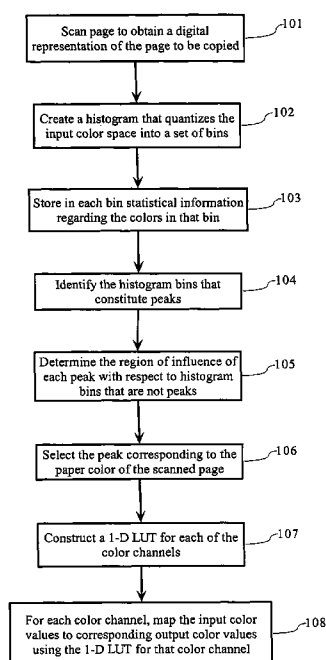 Scan page to obtain a digital
representation of the page to be copied
101
Create a histogram that quantizes the
input color space into a set of bins
102
Store in each bin statistical information
regarding the colors in that bin
103
Identify the histogram bins that
constitute peaks
104
Determine the region of influence of
each peak with respect to histogram
bins that are not peaks
105
Select the peak corresponding to the
paper color of the scanned page
106
Construct a 1-D LUT for each of the
color channels
107
For each color channel, map the input color
values to corresponding output color values
using the 1-D LUT for that color channel
108